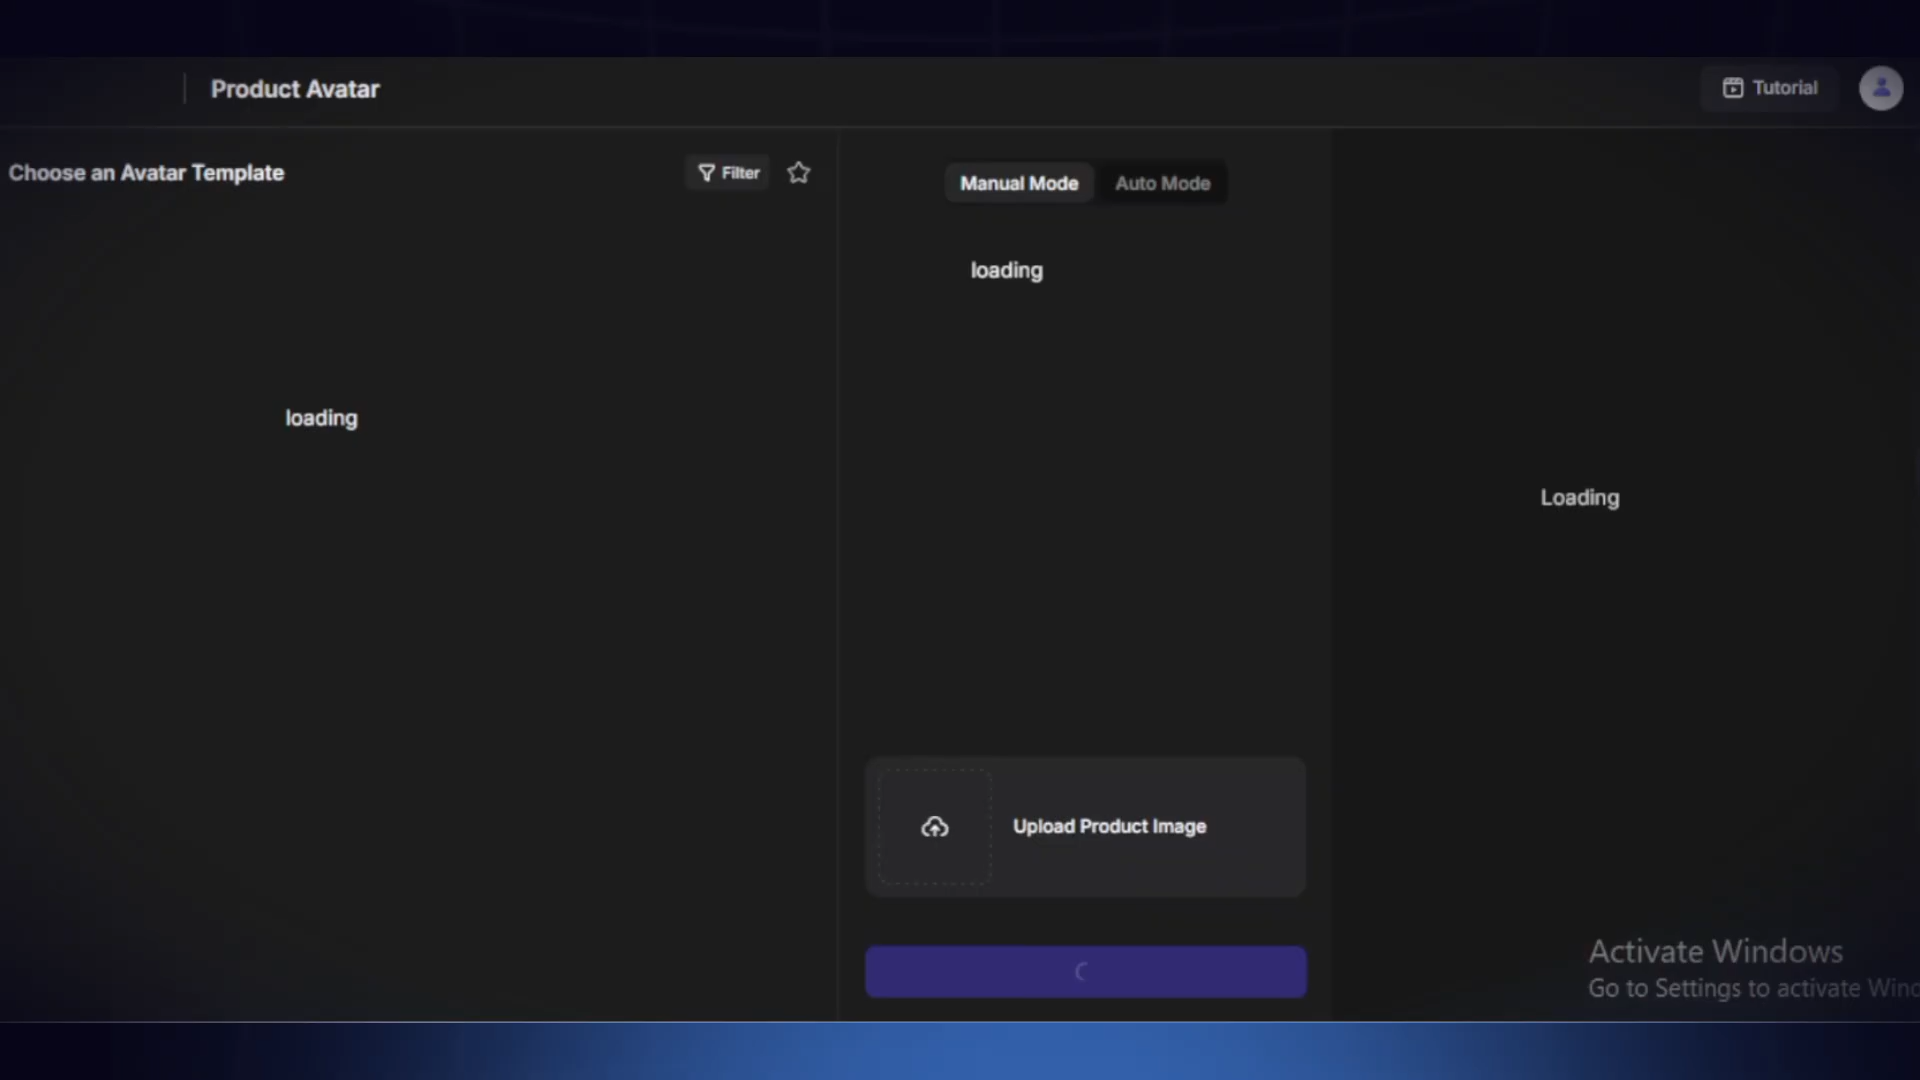 Product Avatar
Tutorial
Choose an Avatar Template
Filter
Manual Mode
Auto Mode
loading
loading
Loading
Upload Product Image
Activate Windows
Go to Settings to activate